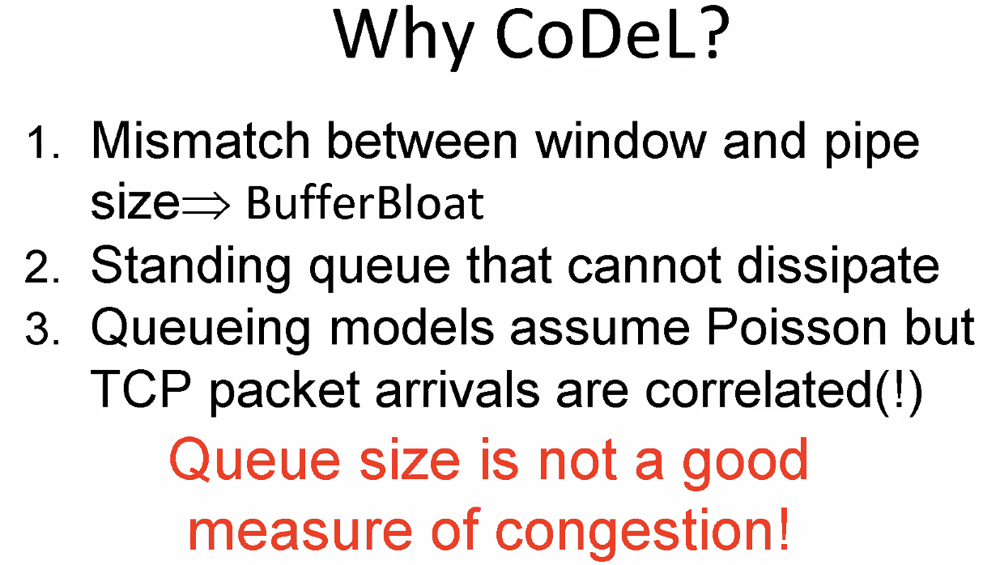 Why CoDeL?
1. Mismatch between window and pipe
size⇒ BufferBloat
2. Standing queue that cannot dissipate
3. Queueing models assume Poisson but
TCP packet arrivals are correlated(!)
Queue size is not a good
measure of congestion!